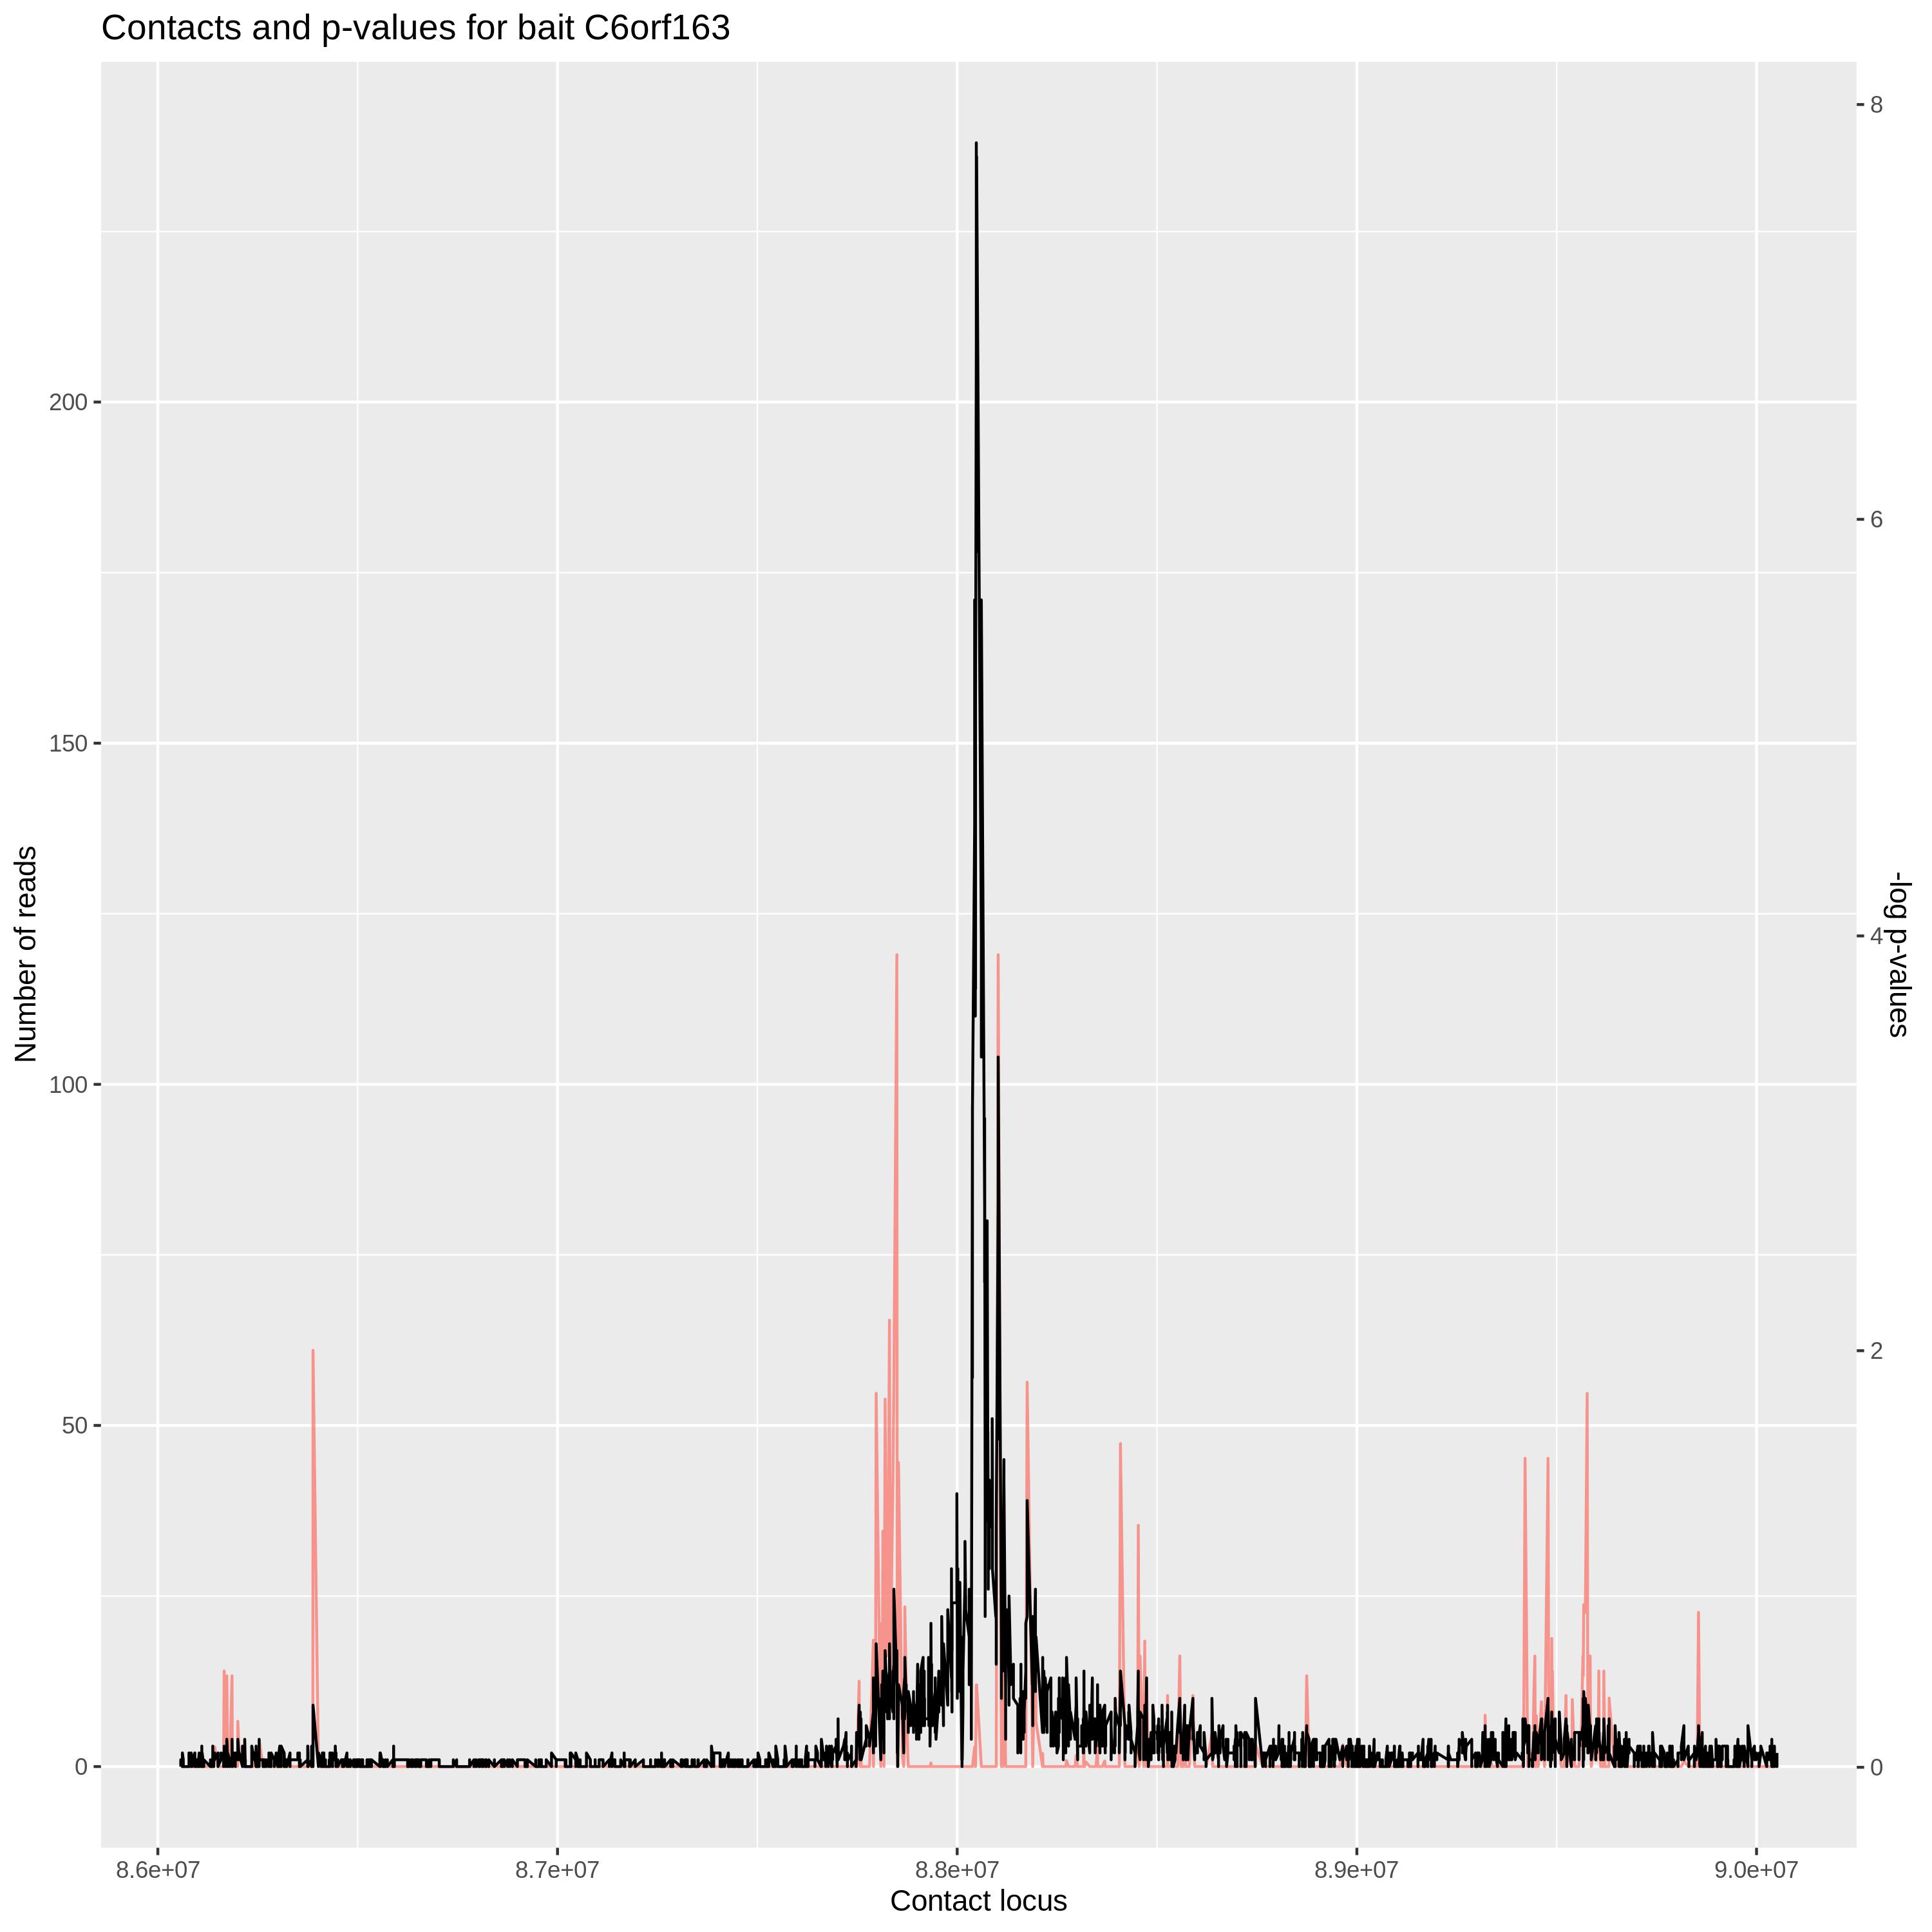 Contacts and p-values for bait C6orf163
Number of reads
200
150
100
50
0
8
6
4
2
0
-log p-values
8.6e+07
8.7e+07
8.8e+07
8.9e+07
9.0e+07
Contact locus